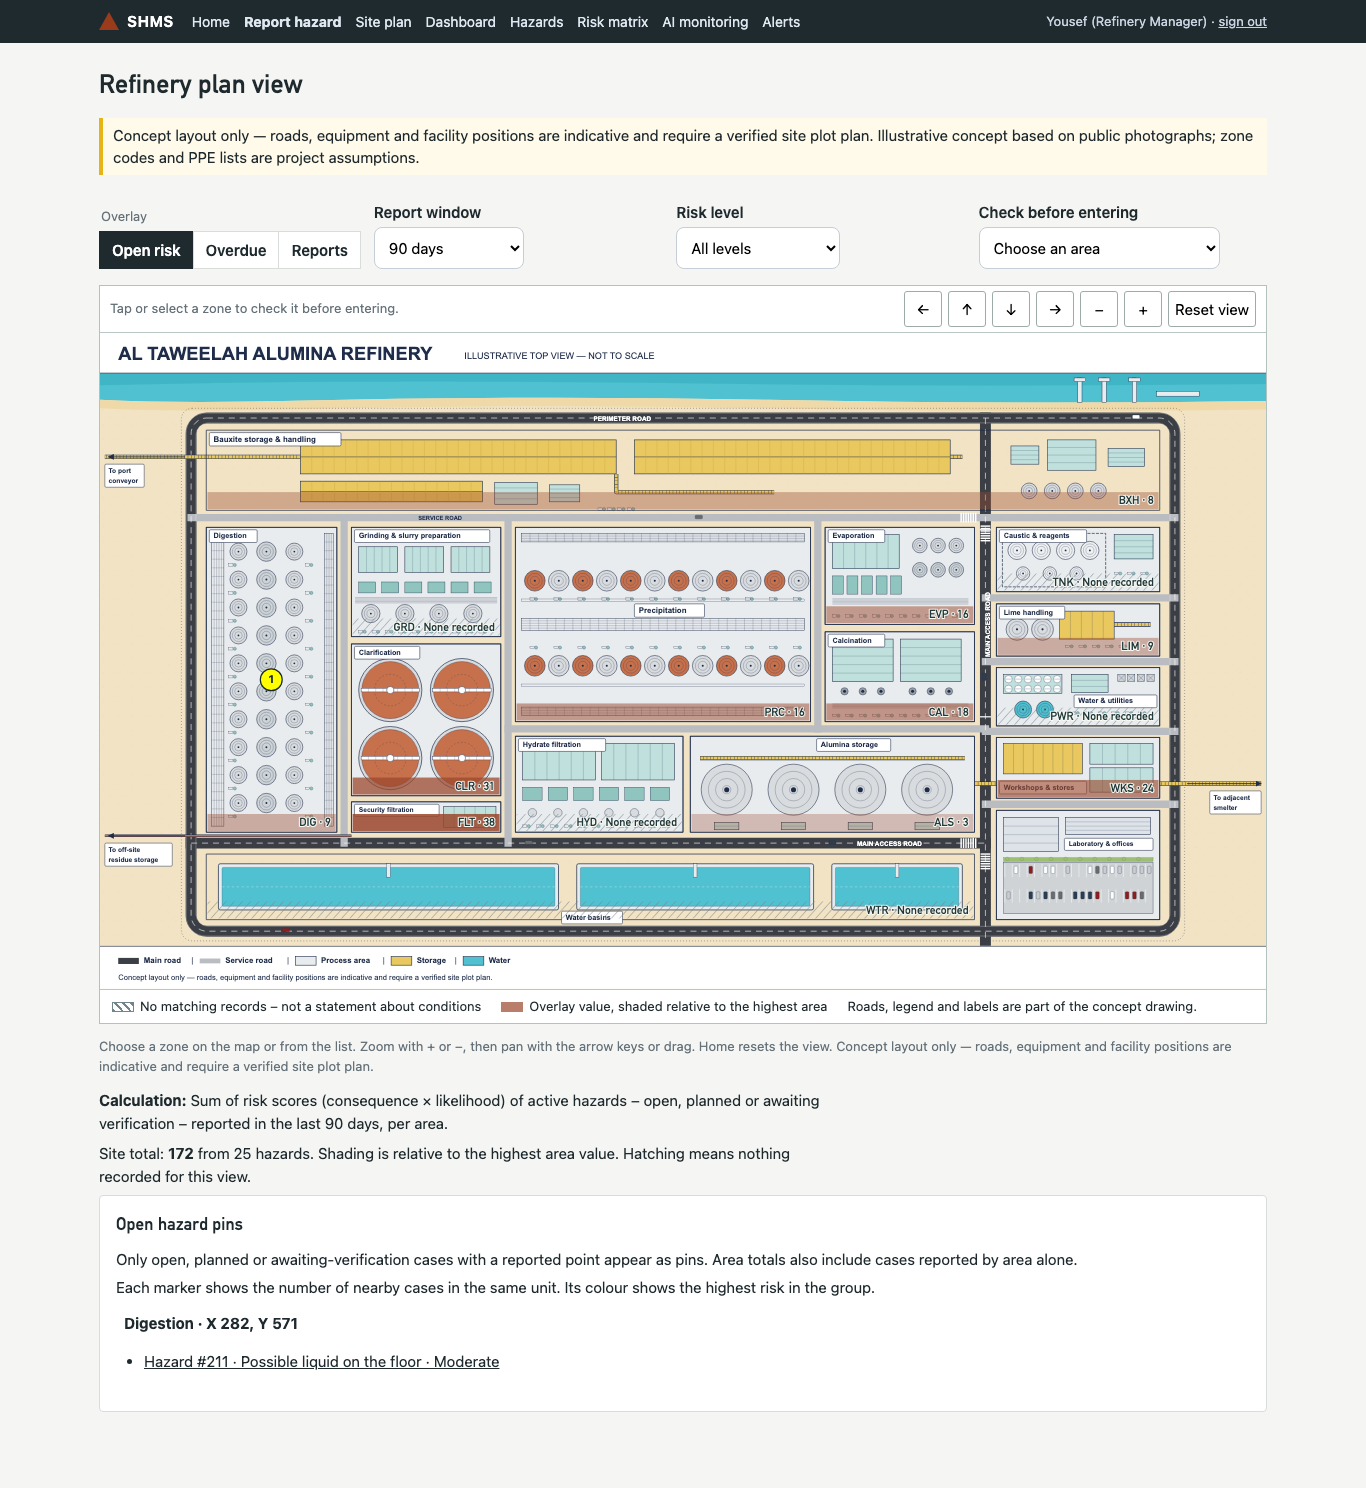 SHMS Home Report hazard Site plan Dashboard Hazards Risk matrix AI monitoring Alerts Yousef (Refinery Manager) · sign out
Refinery plan view
Concept layout only — roads, equipment and facility positions are indicative and require a verified site plot plan. Illustrative concept based on public photographs; zone
codes and PPE lists are project assumptions.
Overlay
Open risk Overdue Reports
Report window
90 days
Risk level
All levels
Check before entering
Choose an area
Tap or select a zone to check it before entering.
← ↑ ↓ → − + Reset view
AL TAWEELAH ALUMINA REFINERY ILLUSTRATIVE TOP VIEW — NOT TO SCALE
PERIMETER ROAD
Bauxite storage & handling
To port
conveyor
BXH · 8
SERVICE ROAD
Digestion
Grinding & slurry preparation
Evaporation
Caustic & reagents
TNK · None recorded
Precipitation
EVP · 16
Lime handling
GRD · None recorded
MAIN ACCESS ROAD
Calcination
LIM · 9
Clarification
1
Water & utilities
PRC · 16
CAL · 18
PWR · None recorded
Hydrate filtration
Alumina storage
CLR · 31
Workshops & stores
WKS · 24
To adjacent
smelter
Security filtration
DIG · 9
FLT · 38
HYD · None recorded
ALS · 3
To off-site
residue storage
MAIN ACCESS ROAD
Laboratory & offices
WTR · None recorded
Water basins
Main road | Service road | Process area | Storage | Water
Concept layout only — roads, equipment and facility positions are indicative and require a verified site plot plan.
No matching records – not a statement about conditions Overlay value, shaded relative to the highest area Roads, legend and labels are part of the concept drawing.
Choose a zone on the map or from the list. Zoom with + or −, then pan with the arrow keys or drag. Home resets the view. Concept layout only — roads, equipment and facility positions are
indicative and require a verified site plot plan.
Calculation: Sum of risk scores (consequence × likelihood) of active hazards – open, planned or awaiting
verification – reported in the last 90 days, per area.
Site total: 172 from 25 hazards. Shading is relative to the highest area value. Hatching means nothing
recorded for this view.
Open hazard pins
Only open, planned or awaiting-verification cases with a reported point appear as pins. Area totals also include cases reported by area alone.
Each marker shows the number of nearby cases in the same unit. Its colour shows the highest risk in the group.
Digestion · X 282, Y 571
• Hazard #211 · Possible liquid on the floor · Moderate